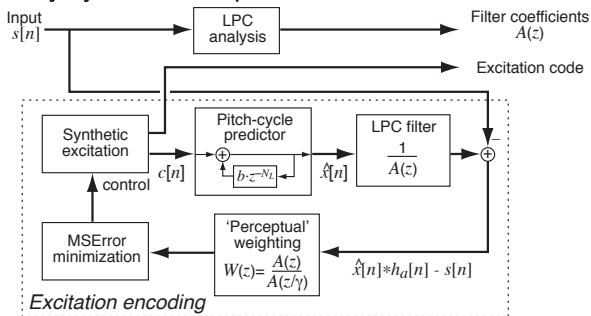 Input
s[n]
LPC
analysis
Filter coefficients
A(z)
Excitation code
Synthetic
excitation
c[n]
control
Pitch-cycle
predictor
+
b·z^{-N_L}
x̂[n]
LPC filter
1
A(z)
–
+
MSError
minimization
'Perceptual'
weighting
W(z)= A(z)
A(z/γ)
x̂[n]*h_a[n] - s[n]
Excitation encoding